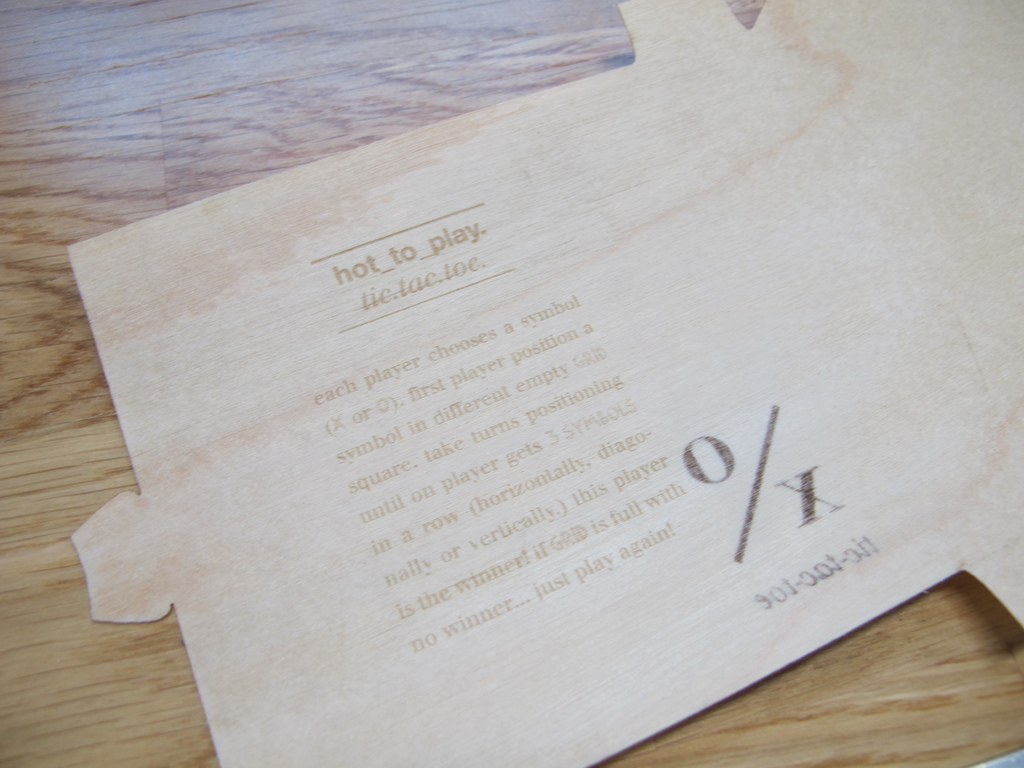 hot_to_play.
tic.tac.toe.
each player chooses a symbol
(X or O). first player position a
symbol in different empty GRID
square. take turns positioning
until on player gets 3 SYMBOLS
in a row (horizontally, diago-
nally or vertically.) this player
is the winner! if GRID is full with
no winner... just play again!
O/X
tic-tac-toe